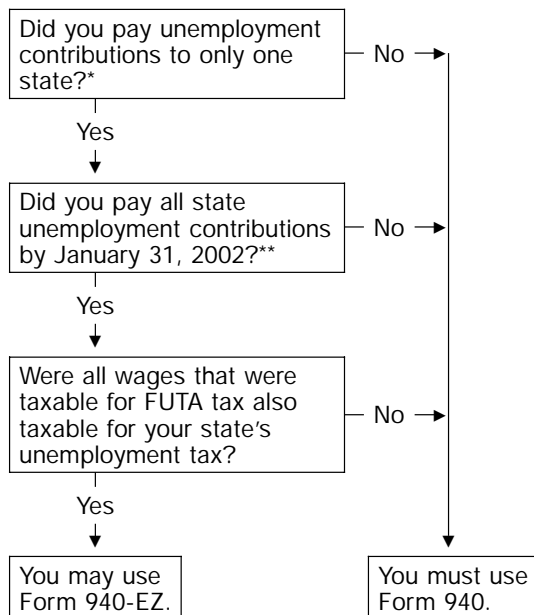 Did you pay unemployment
contributions to only one
state?*
No
Yes
Did you pay all state
unemployment contributions
by January 31, 2002?**
No
Yes
Were all wages that were
taxable for FUTA tax also
taxable for your state's
unemployment tax?
No
Yes
You may use
Form 940-EZ.
You must use
Form 940.